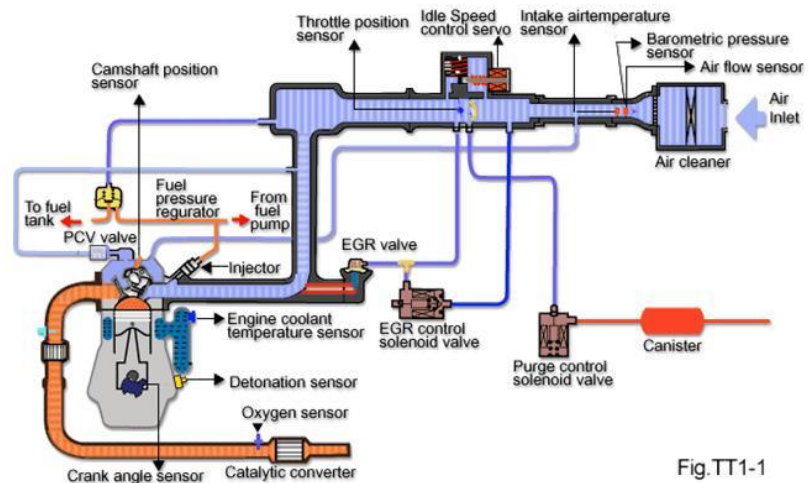 Throttle position
sensor
Idle Speed
control servo
Intake airtemperature
sensor
Barometric pressure
sensor
Air flow sensor
Camshaft position
sensor
Air
Inlet
Air cleaner
To fuel
tank
Fuel
pressure
regurator
From
fuel
pump
PCV valve
Injector
EGR valve
EGR control
solenoid valve
Purge control
solenoid valve
Canister
Engine coolant
temperature sensor
Detonation sensor
Oxygen sensor
Crank angle sensor
Catalytic converter
Fig.TT1-1